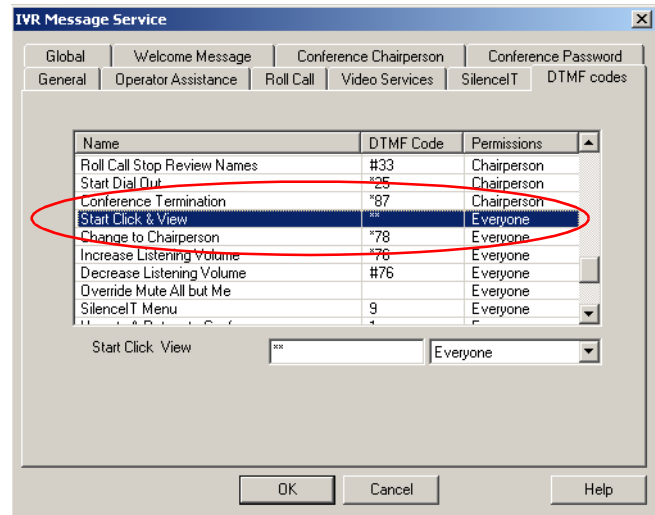 IVR Message Service
Global Welcome Message Conference Chairperson Conference Password
General Operator Assistance Roll Call Video Services SilenceIT DTMF codes
Name DTMF Code Permissions
Roll Call Stop Review Names #33 Chairperson
Start Dial Out *25 Chairperson
Conference Termination *87 Chairperson
Start Click & View ** Everyone
Change to Chairperson *78 Everyone
Increase Listening Volume *76 Everyone
Decrease Listening Volume #76 Everyone
Override Mute All but Me Everyone
SilenceIT Menu 9 Everyone
Start Click View ** Everyone
OK Cancel Help